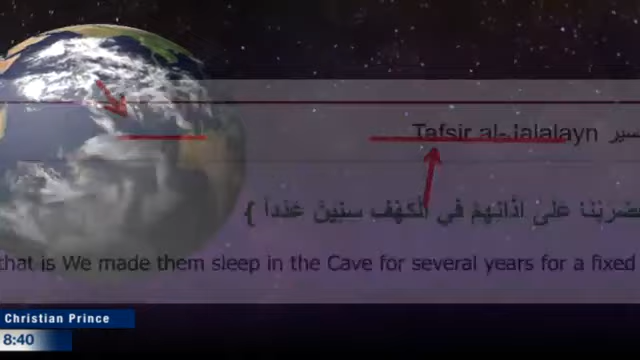 Tafsir al-Jalalayn
فضربنا على آذانهم في الكهف سنين عددا }
that is We made them sleep in the Cave for several years for a fixed
Christian Prince
8:40